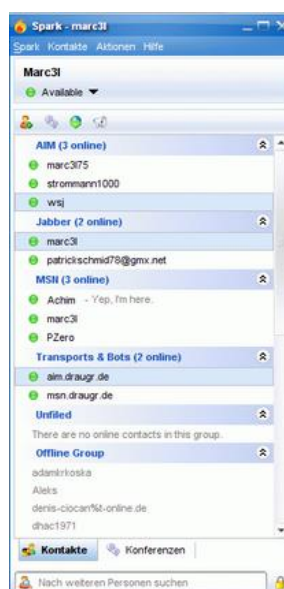 Spark - marc3l
Spark Kontakte Aktionen Hilfe
Marc3l
Available
AIM (3 online)
marc3l75
strommann1000
wsj
Jabber (2 online)
marc3l
patrickschmid78@gmx.net
MSN (3 online)
Achim - Yep, I'm here.
marc3l
PZero
Transports & Bots (2 online)
aim.draugr.de
msn.draugr.de
Unfiled
There are no online contacts in this group.
Offline Group
adamkrkoska
Aleks
denis-ciocan%t-online.de
dhac1971
Kontakte Konferenzen
Nach weiteren Personen suchen